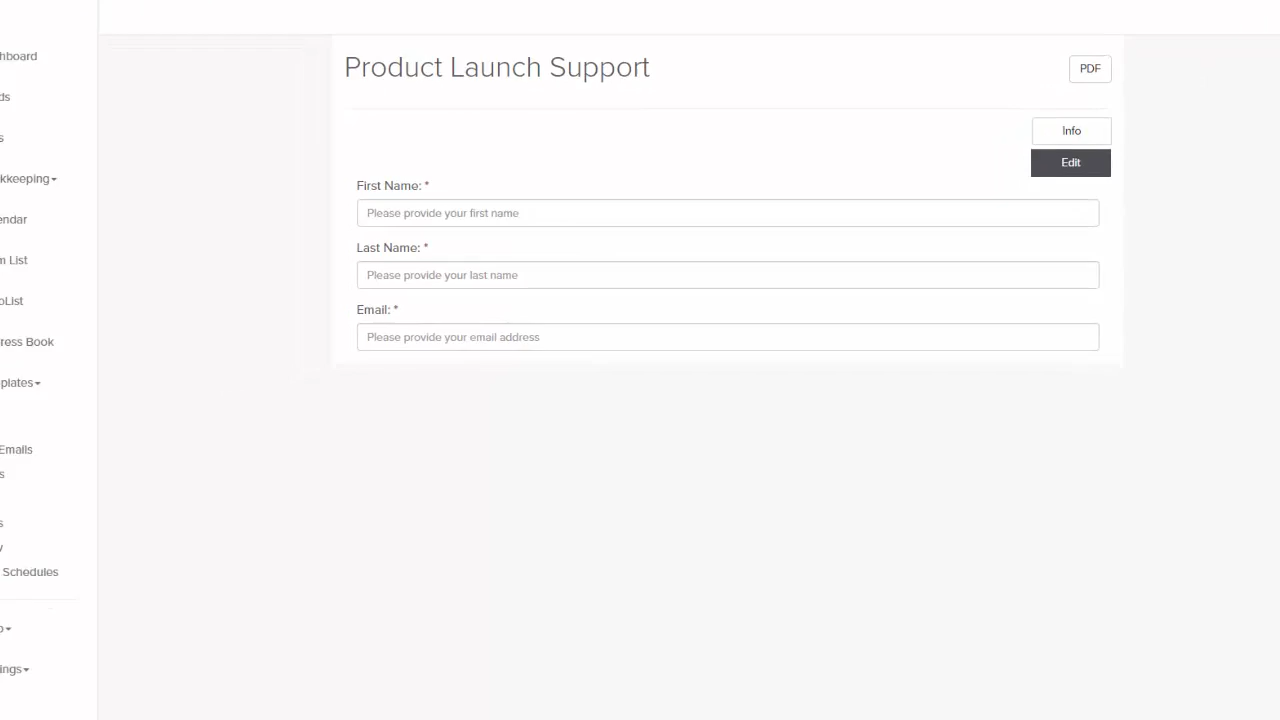 hboard
ds
s
kkeeping
endar
m List
oList
ress Book
plates
Emails
s
s
y
Schedules
p
ings
Product Launch Support
PDF
Info
Edit
First Name: *
Please provide your first name
Last Name: *
Please provide your last name
Email: *
Please provide your email address